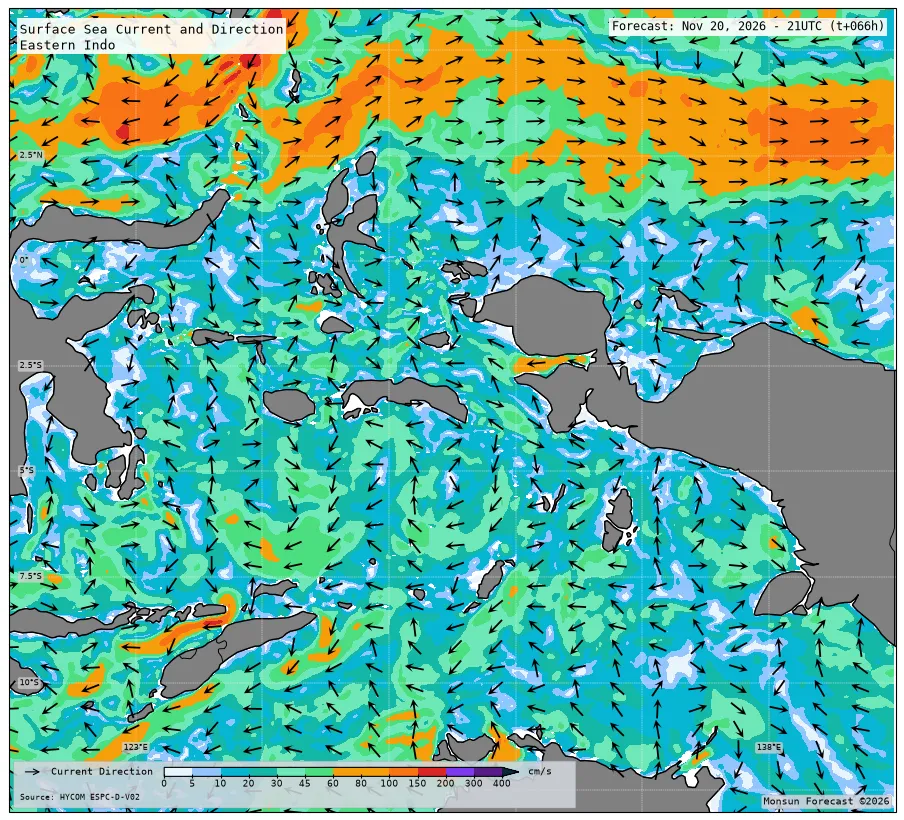 Surface Sea Current and Direction
Eastern Indo
Forecast: Nov 20, 2026 - 21UTC (t+066h)
2.5°N
0°
2.5°S
5°S
7.5°S
10°S
123°E
138°E
Current Direction
0 5 10 20 30 45 60 80 100 150 200 300 400
cm/s
Source: HYCOM ESPC-D-V02
Monsun Forecast ©2026